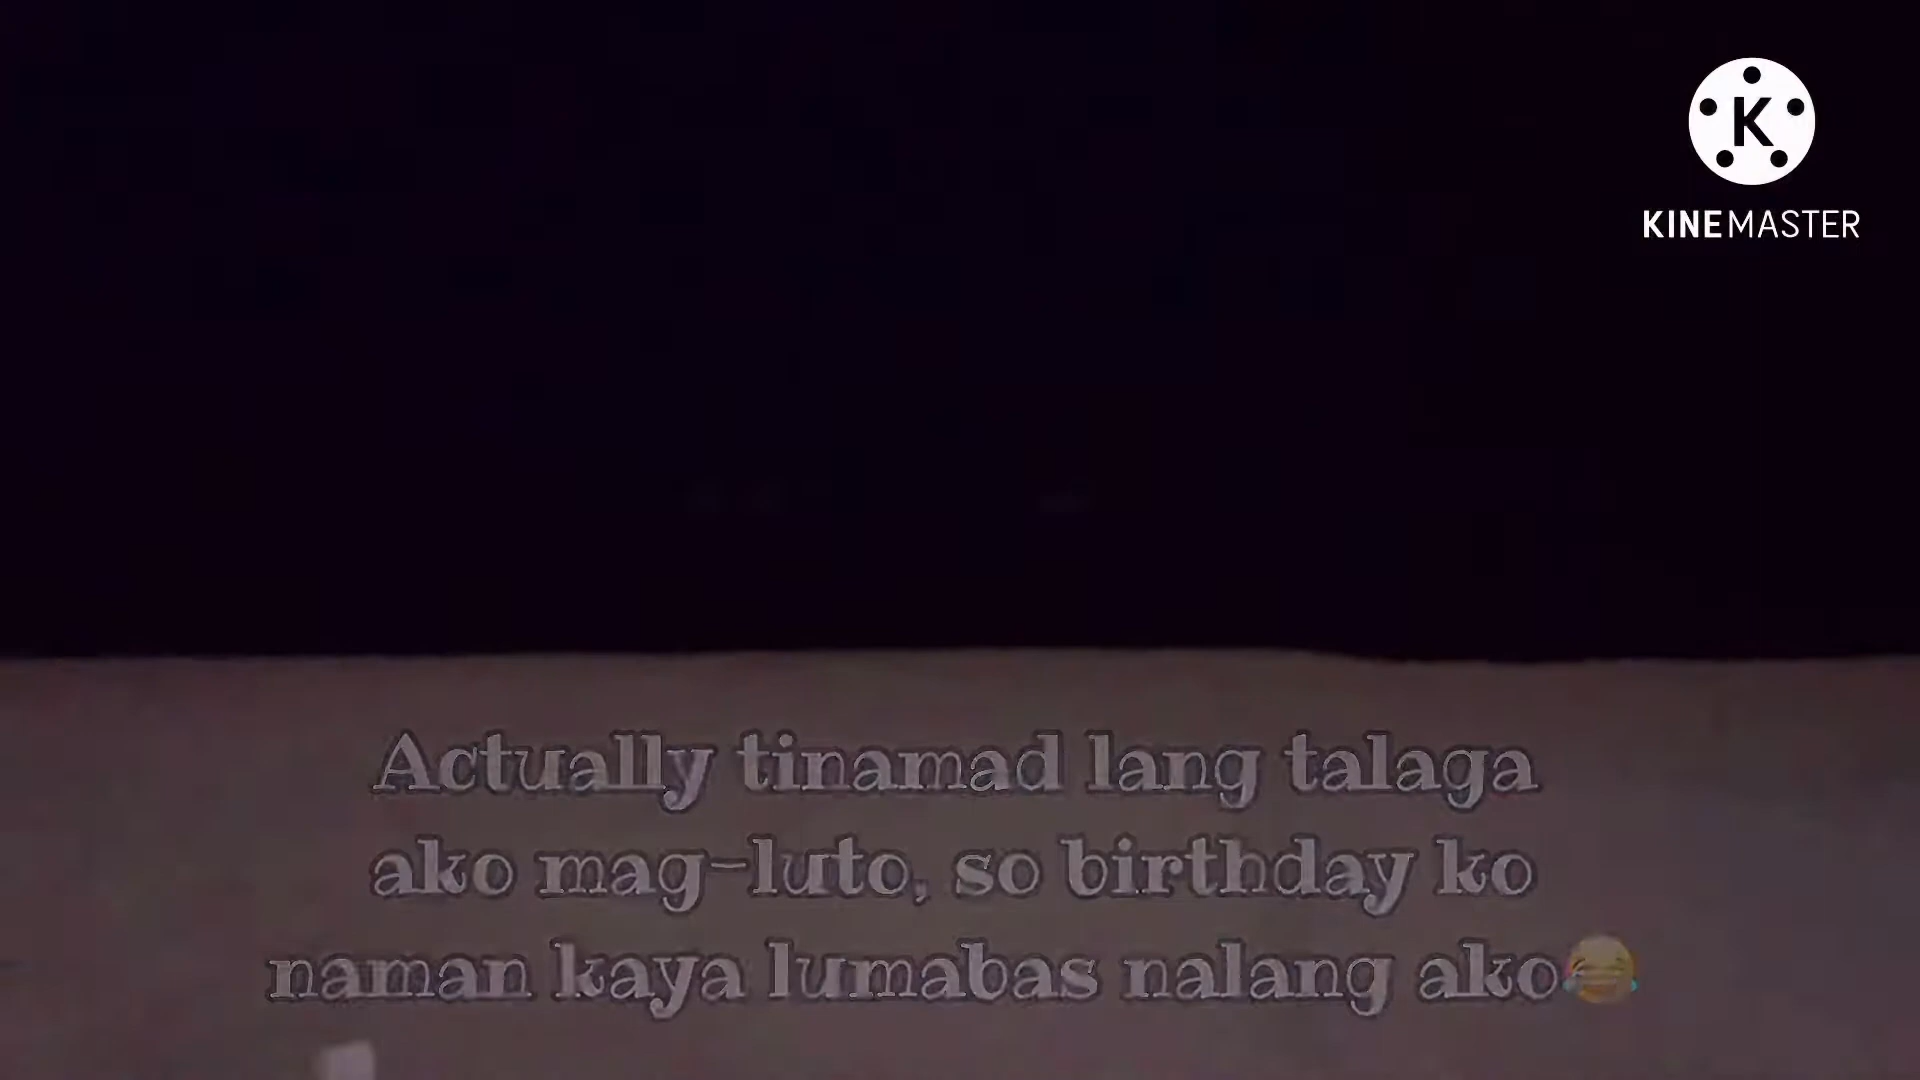 K
KINEMASTER
Actually tinamad lang talaga
ako mag-luto, so birthday ko
naman kaya lumabas nalang ako😂